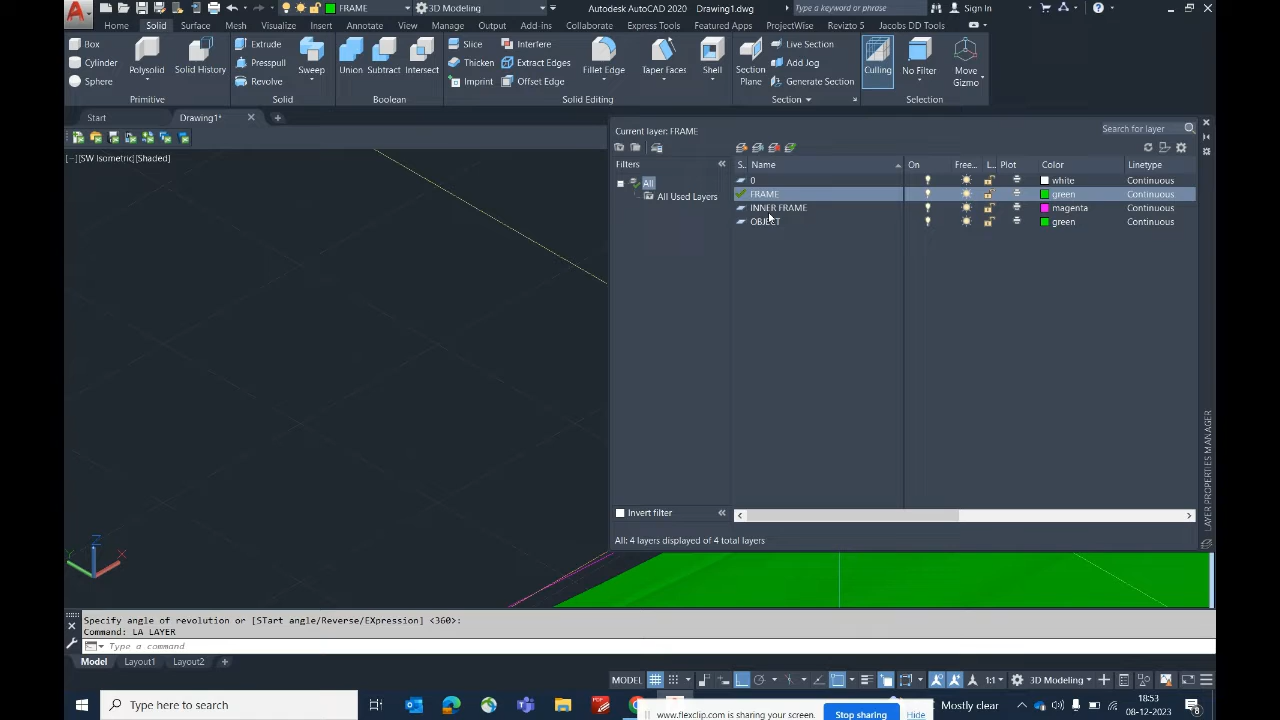 FRAME
3D Modeling
Autodesk AutoCAD 2020 Drawing1.dwg
Type a keyword or phrase
Sign In
Home Solid Surface Mesh Visualize Insert Annotate View Manage Output Add-ins Collaborate Express Tools Featured Apps ProjectWise Revizto 5 Jacobs DD Tools
Box
Cylinder
Sphere
Polysolid
Solid History
Extrude
Presspull
Revolve
Sweep
Union
Subtract
Intersect
Slice
Thicken
Imprint
Interfere
Extract Edges
Offset Edge
Fillet Edge
Taper Faces
Shell
Section
Plane
Live Section
Add Jog
Generate Section
Culling
No Filter
Move
Gizmo
Primitive Solid Boolean Solid Editing Section Selection
Start Drawing1*
Current layer: FRAME
Search for layer
[−][SW Isometric][Shaded]
Filters
All
All Used Layers
S.. Name On Free... L... Plot Color Linetype
0 white Continuous
FRAME green Continuous
INNER FRAME magenta Continuous
OBJECT green Continuous
Invert filter
All: 4 layers displayed of 4 total layers
LAYER PROPERTIES MANAGER
Z
Y
X
Specify angle of revolution or [STart angle/Reverse/EXpression] <360>:
Command: LA LAYER
Type a command
Model Layout1 Layout2
MODEL 1:1 3D Modeling
Type here to search
www.flexclip.com is sharing your screen.
Stop sharing
Hide
Mostly clear
18:53
08-12-2023